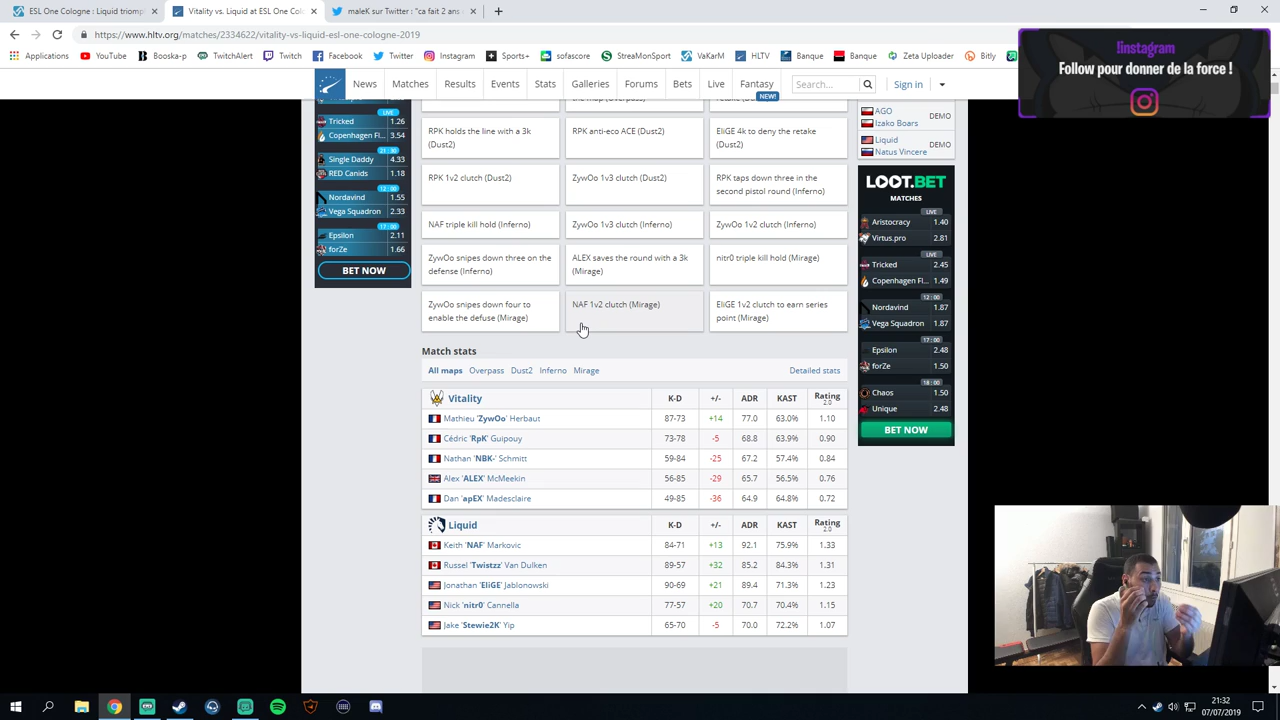 ESL One Cologne : Liquid triomp
Vitality vs. Liquid at ESL One Col
maleK sur Twitter : "ca fait 2 ans
https://www.hltv.org/matches/2334622/vitality-vs-liquid-esl-one-cologne-2019
Applications YouTube Booska-p TwitchAlert Twitch Facebook Twitter Instagram Sports+ sofascore StreaMonSport VaKarM HLTV Banque Banque Zeta Uploader Bitly
!instagram
Follow pour donner de la force !
News Matches Results Events Stats Galleries Forums Bets Live Fantasy Search... Sign in
NEW!
LIVE
Tricked 1.26
Copenhagen Fl... 3.54
21:30
Single Daddy 4.33
RED Canids 1.18
12:00
Nordavind 1.55
Vega Squadron 2.33
17:00
Epsilon 2.11
forZe 1.66
BET NOW
RPK holds the line with a 3k
(Dust2)
RPK anti-eco ACE (Dust2)
EliGE 4k to deny the retake
(Dust2)
RPK 1v2 clutch (Dust2)
ZywOo 1v3 clutch (Dust2)
RPK taps down three in the
second pistol round (Inferno)
NAF triple kill hold (Inferno)
ZywOo 1v3 clutch (Inferno)
ZywOo 1v2 clutch (Inferno)
ZywOo snipes down three on the
defense (Inferno)
ALEX saves the round with a 3k
(Mirage)
nitr0 triple kill hold (Mirage)
ZywOo snipes down four to
enable the defuse (Mirage)
NAF 1v2 clutch (Mirage)
EliGE 1v2 clutch to earn series
point (Mirage)
Match stats
All maps Overpass Dust2 Inferno Mirage Detailed stats
Vitality K-D +/- ADR KAST Rating
2.0
Mathieu 'ZywOo' Herbaut 87-73 +14 77.0 63.0% 1.10
Cédric 'RpK' Guipouy 73-78 -5 68.8 63.9% 0.90
Nathan 'NBK-' Schmitt 59-84 -25 67.2 57.4% 0.84
Alex 'ALEX' McMeekin 56-85 -29 65.7 56.5% 0.76
Dan 'apEX' Madesclaire 49-85 -36 64.9 64.8% 0.72
Liquid K-D +/- ADR KAST Rating
2.0
Keith 'NAF' Markovic 84-71 +13 92.1 75.9% 1.33
Russel 'Twistzz' Van Dulken 89-57 +32 85.2 84.3% 1.31
Jonathan 'EliGE' Jablonowski 90-69 +21 89.4 71.3% 1.23
Nick 'nitr0' Cannella 77-57 +20 70.7 70.4% 1.15
Jake 'Stewie2K' Yip 65-70 -5 70.0 72.2% 1.07
AGO
Izako Boars
DEMO
Liquid
Natus Vincere
DEMO
LOOT.BET
MATCHES
LIVE
Aristocracy 1.40
Virtus.pro 2.81
LIVE
Tricked 2.45
Copenhagen Fl... 1.49
12:00
Nordavind 1.87
Vega Squadron 1.87
17:00
Epsilon 2.48
forZe 1.50
18:00
Chaos 1.50
Unique 2.48
BET NOW
21:32
07/07/2019